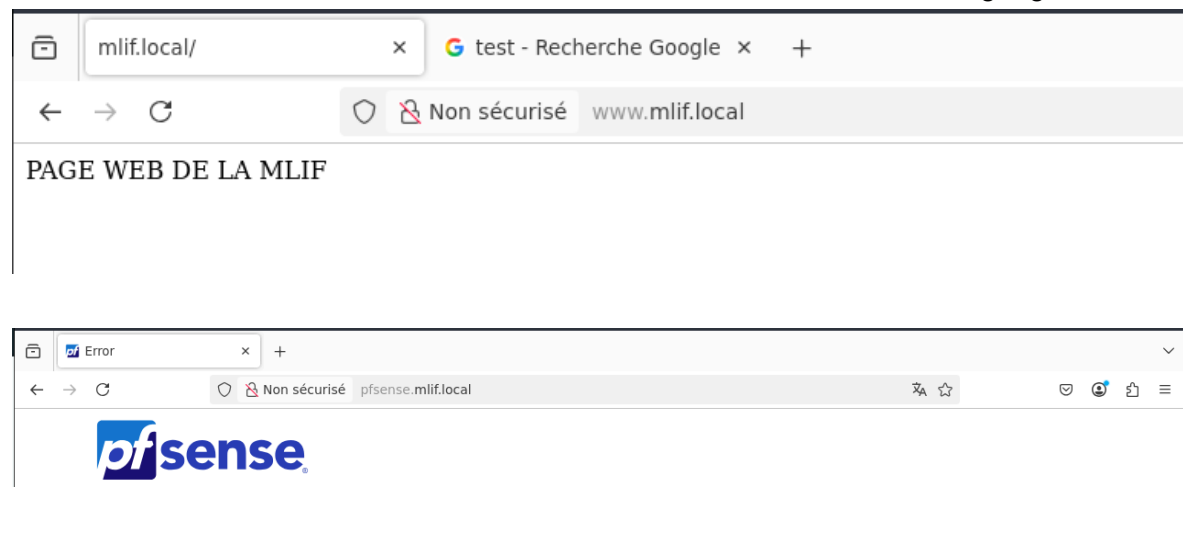 mlif.local/
test - Recherche Google
Non sécurisé www.mlif.local
PAGE WEB DE LA MLIF
Error
Non sécurisé pfsense.mlif.local
pfsense